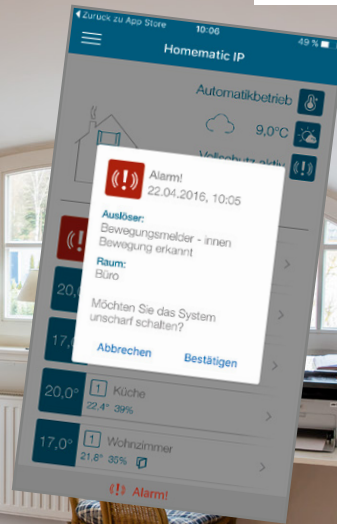 Zurück zu App Store
10:06
49 %
Homematic IP
Automatikbetrieb
9,0°C
Vollschutz aktiv
Alarm!
22.04.2016, 10:05
Auslöser:
Bewegungsmelder - innen
Bewegung erkannt
Raum:
Büro
Möchten Sie das System
unscharf schalten?
Abbrechen
Bestätigen
20,0°
1 Küche
22,4° 39%
17,0°
1 Wohnzimmer
21,8° 35%
Alarm!